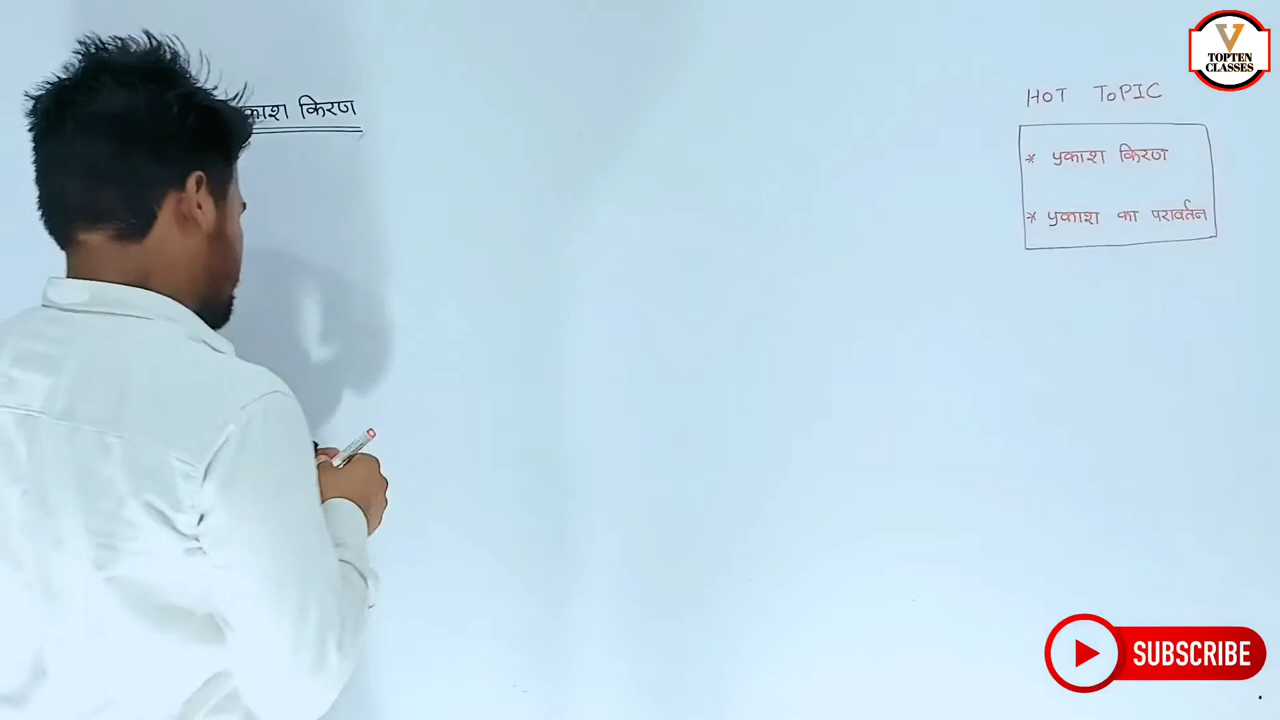 TOPTEN
CLASSES
HOT TOPIC
किरण
* प्रकाश किरण
* प्रकाश का परावर्तन
SUBSCRIBE